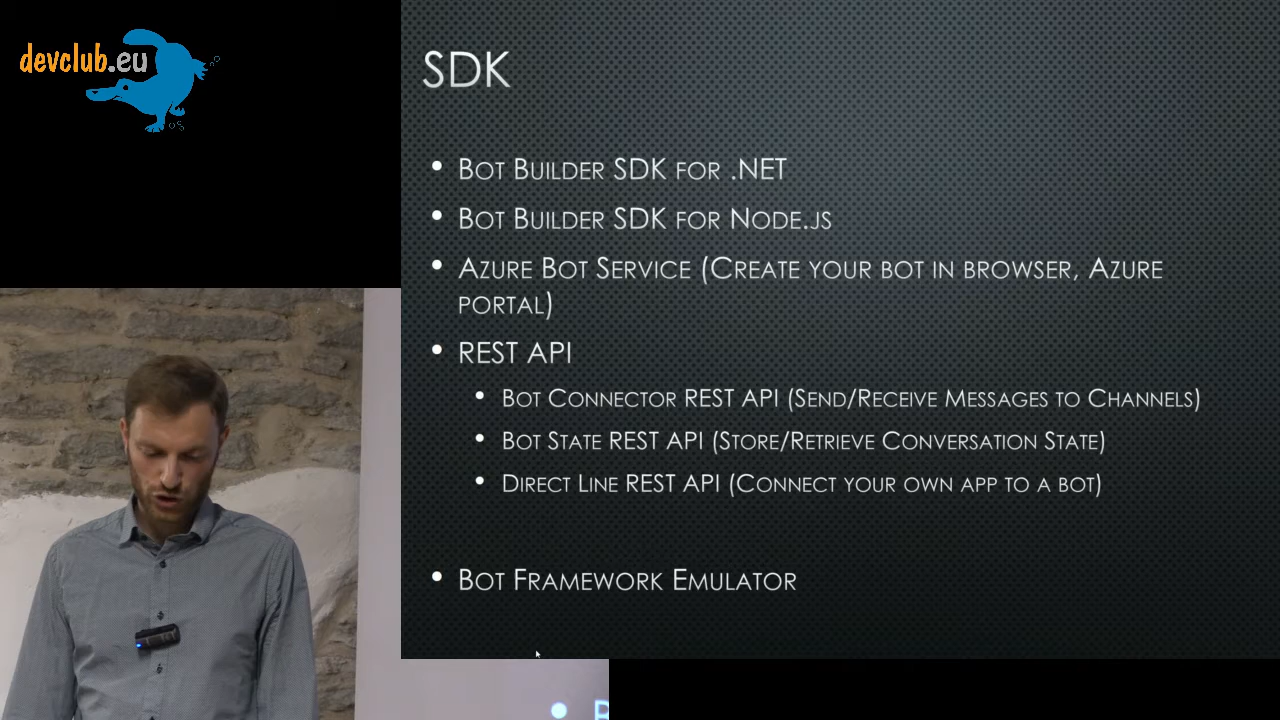 devclub.eu
SDK
• Bot Builder SDK for .NET
• Bot Builder SDK for Node.js
• Azure Bot Service (Create your bot in browser, Azure
portal)
• REST API
• Bot Connector REST API (Send/Receive Messages to Channels)
• Bot State REST API (Store/Retrieve Conversation State)
• Direct Line REST API (Connect your own app to a bot)
• Bot Framework Emulator